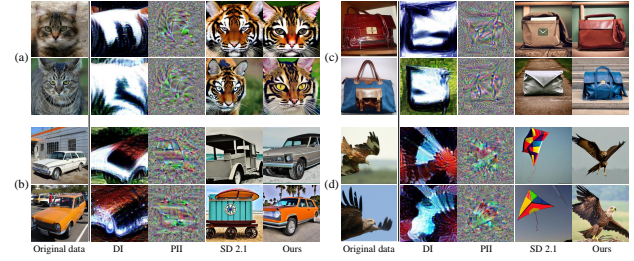 (a)
(c)
(b)
(d)
Original data DI PII SD 2.1 Ours Original data DI PII SD 2.1 Ours